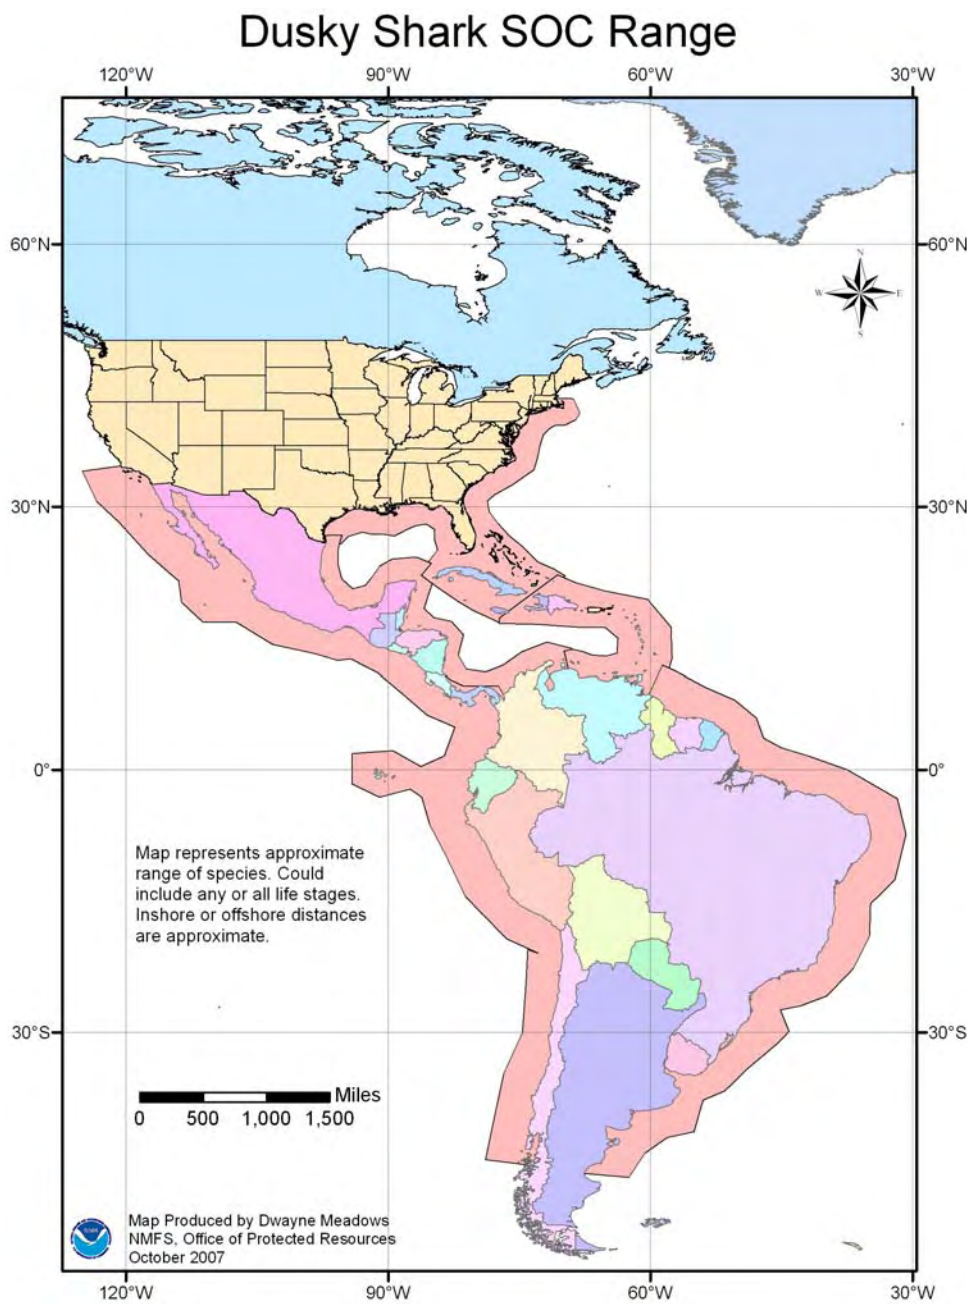 Dusky Shark SOC Range
120°W 90°W 60°W 30°W
60°N 60°N
N
W E
S
30°N 30°N
0° 0°
Map represents approximate
range of species. Could
include any or all life stages.
Inshore or offshore distances
are approximate.
30°S 30°S
Miles
0 500 1,000 1,500
Map Produced by Dwayne Meadows
NMFS, Office of Protected Resources
October 2007
120°W 90°W 60°W 30°W